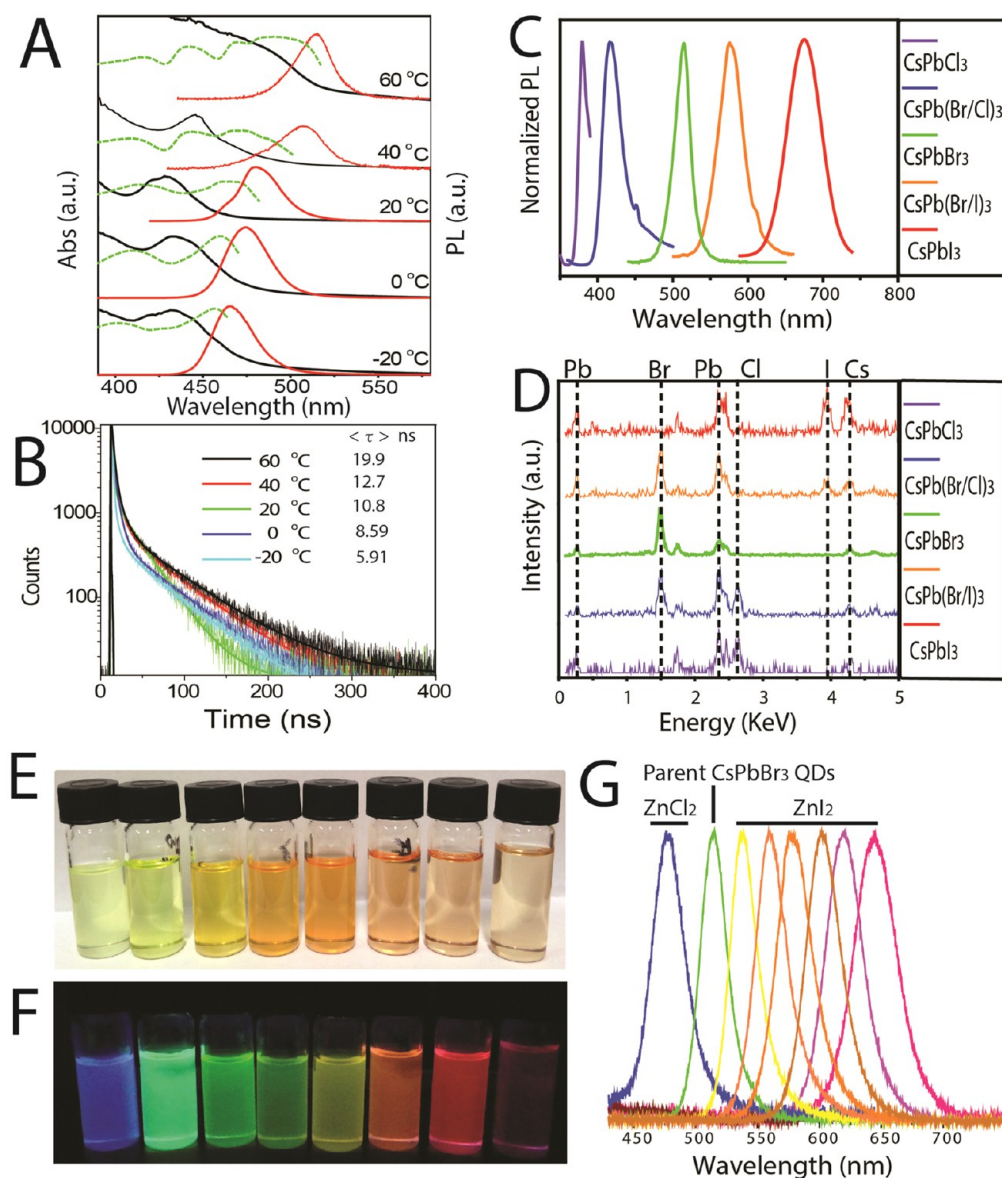 A
Abs (a.u.)
PL (a.u.)
60 °C
40 °C
20 °C
0 °C
-20 °C
400 450 500 550
Wavelength (nm)
B
Counts
10000
1000
100
< τ > ns
60 °C 19.9
40 °C 12.7
20 °C 10.8
0 °C 8.59
-20 °C 5.91
0 100 200 300 400
Time (ns)
C
Normalized PL
CsPbCl3
CsPb(Br/Cl)3
CsPbBr3
CsPb(Br/I)3
CsPbI3
400 500 600 700 800
Wavelength (nm)
D
Pb Br Pb Cl I Cs
Intensity (a.u.)
CsPbCl3
CsPb(Br/Cl)3
CsPbBr3
CsPb(Br/I)3
CsPbI3
0 1 2 3 4 5
Energy (KeV)
E
F
G
Parent CsPbBr3 QDs
ZnCl2 ZnI2
450 500 550 600 650 700
Wavelength (nm)